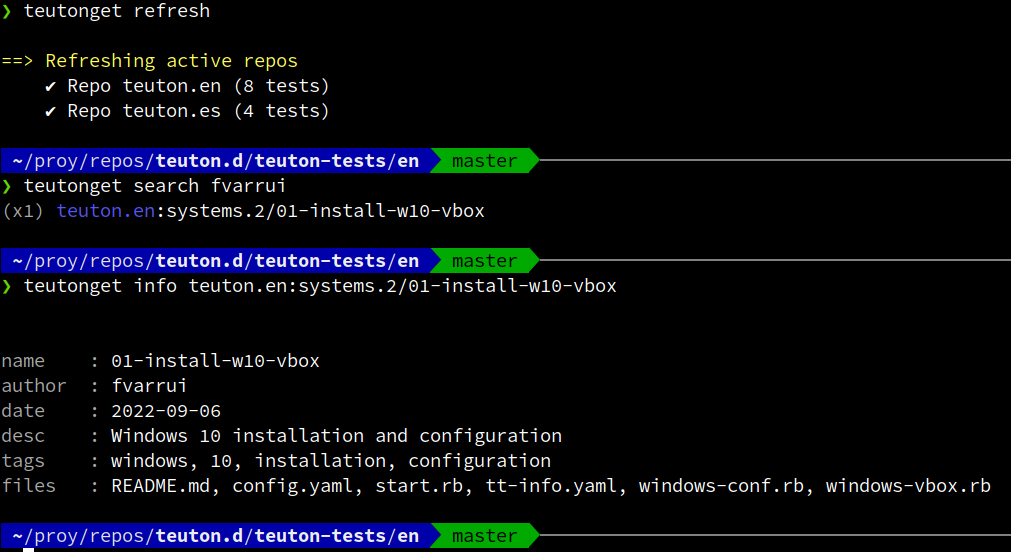 ❯ teutonget refresh
==> Refreshing active repos
✔ Repo teuton.en (8 tests)
✔ Repo teuton.es (4 tests)
~/proy/repos/teuton.d/teuton-tests/en master
❯ teutonget search fvarrui
(x1) teuton.en:systems.2/01-install-w10-vbox
~/proy/repos/teuton.d/teuton-tests/en master
❯ teutonget info teuton.en:systems.2/01-install-w10-vbox
name : 01-install-w10-vbox
author : fvarrui
date : 2022-09-06
desc : Windows 10 installation and configuration
tags : windows, 10, installation, configuration
files : README.md, config.yaml, start.rb, tt-info.yaml, windows-conf.rb, windows-vbox.rb
~/proy/repos/teuton.d/teuton-tests/en master